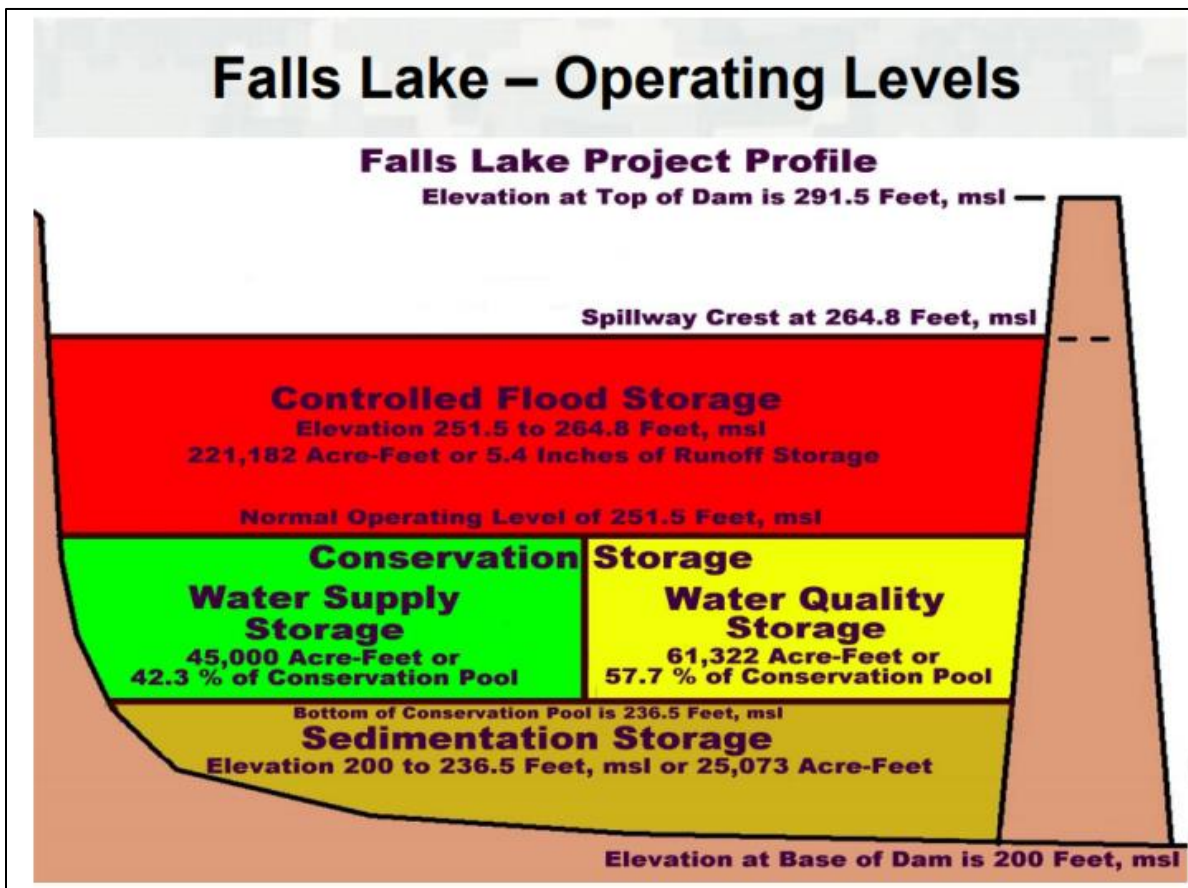 Falls Lake – Operating Levels
Falls Lake Project Profile
Elevation at Top of Dam is 291.5 Feet, msl
Spillway Crest at 264.8 Feet, msl
Controlled Flood Storage
Elevation 251.5 to 264.8 Feet, msl
221,182 Acre-Feet or 5.4 Inches of Runoff Storage
Normal Operating Level of 251.5 Feet, msl
Conservation Storage
Water Supply
Storage
45,000 Acre-Feet or
42.3 % of Conservation Pool
Water Quality
Storage
61,322 Acre-Feet or
57.7 % of Conservation Pool
Bottom of Conservation Pool is 236.5 Feet, msl
Sedimentation Storage
Elevation 200 to 236.5 Feet, msl or 25,073 Acre-Feet
Elevation at Base of Dam is 200 Feet, msl